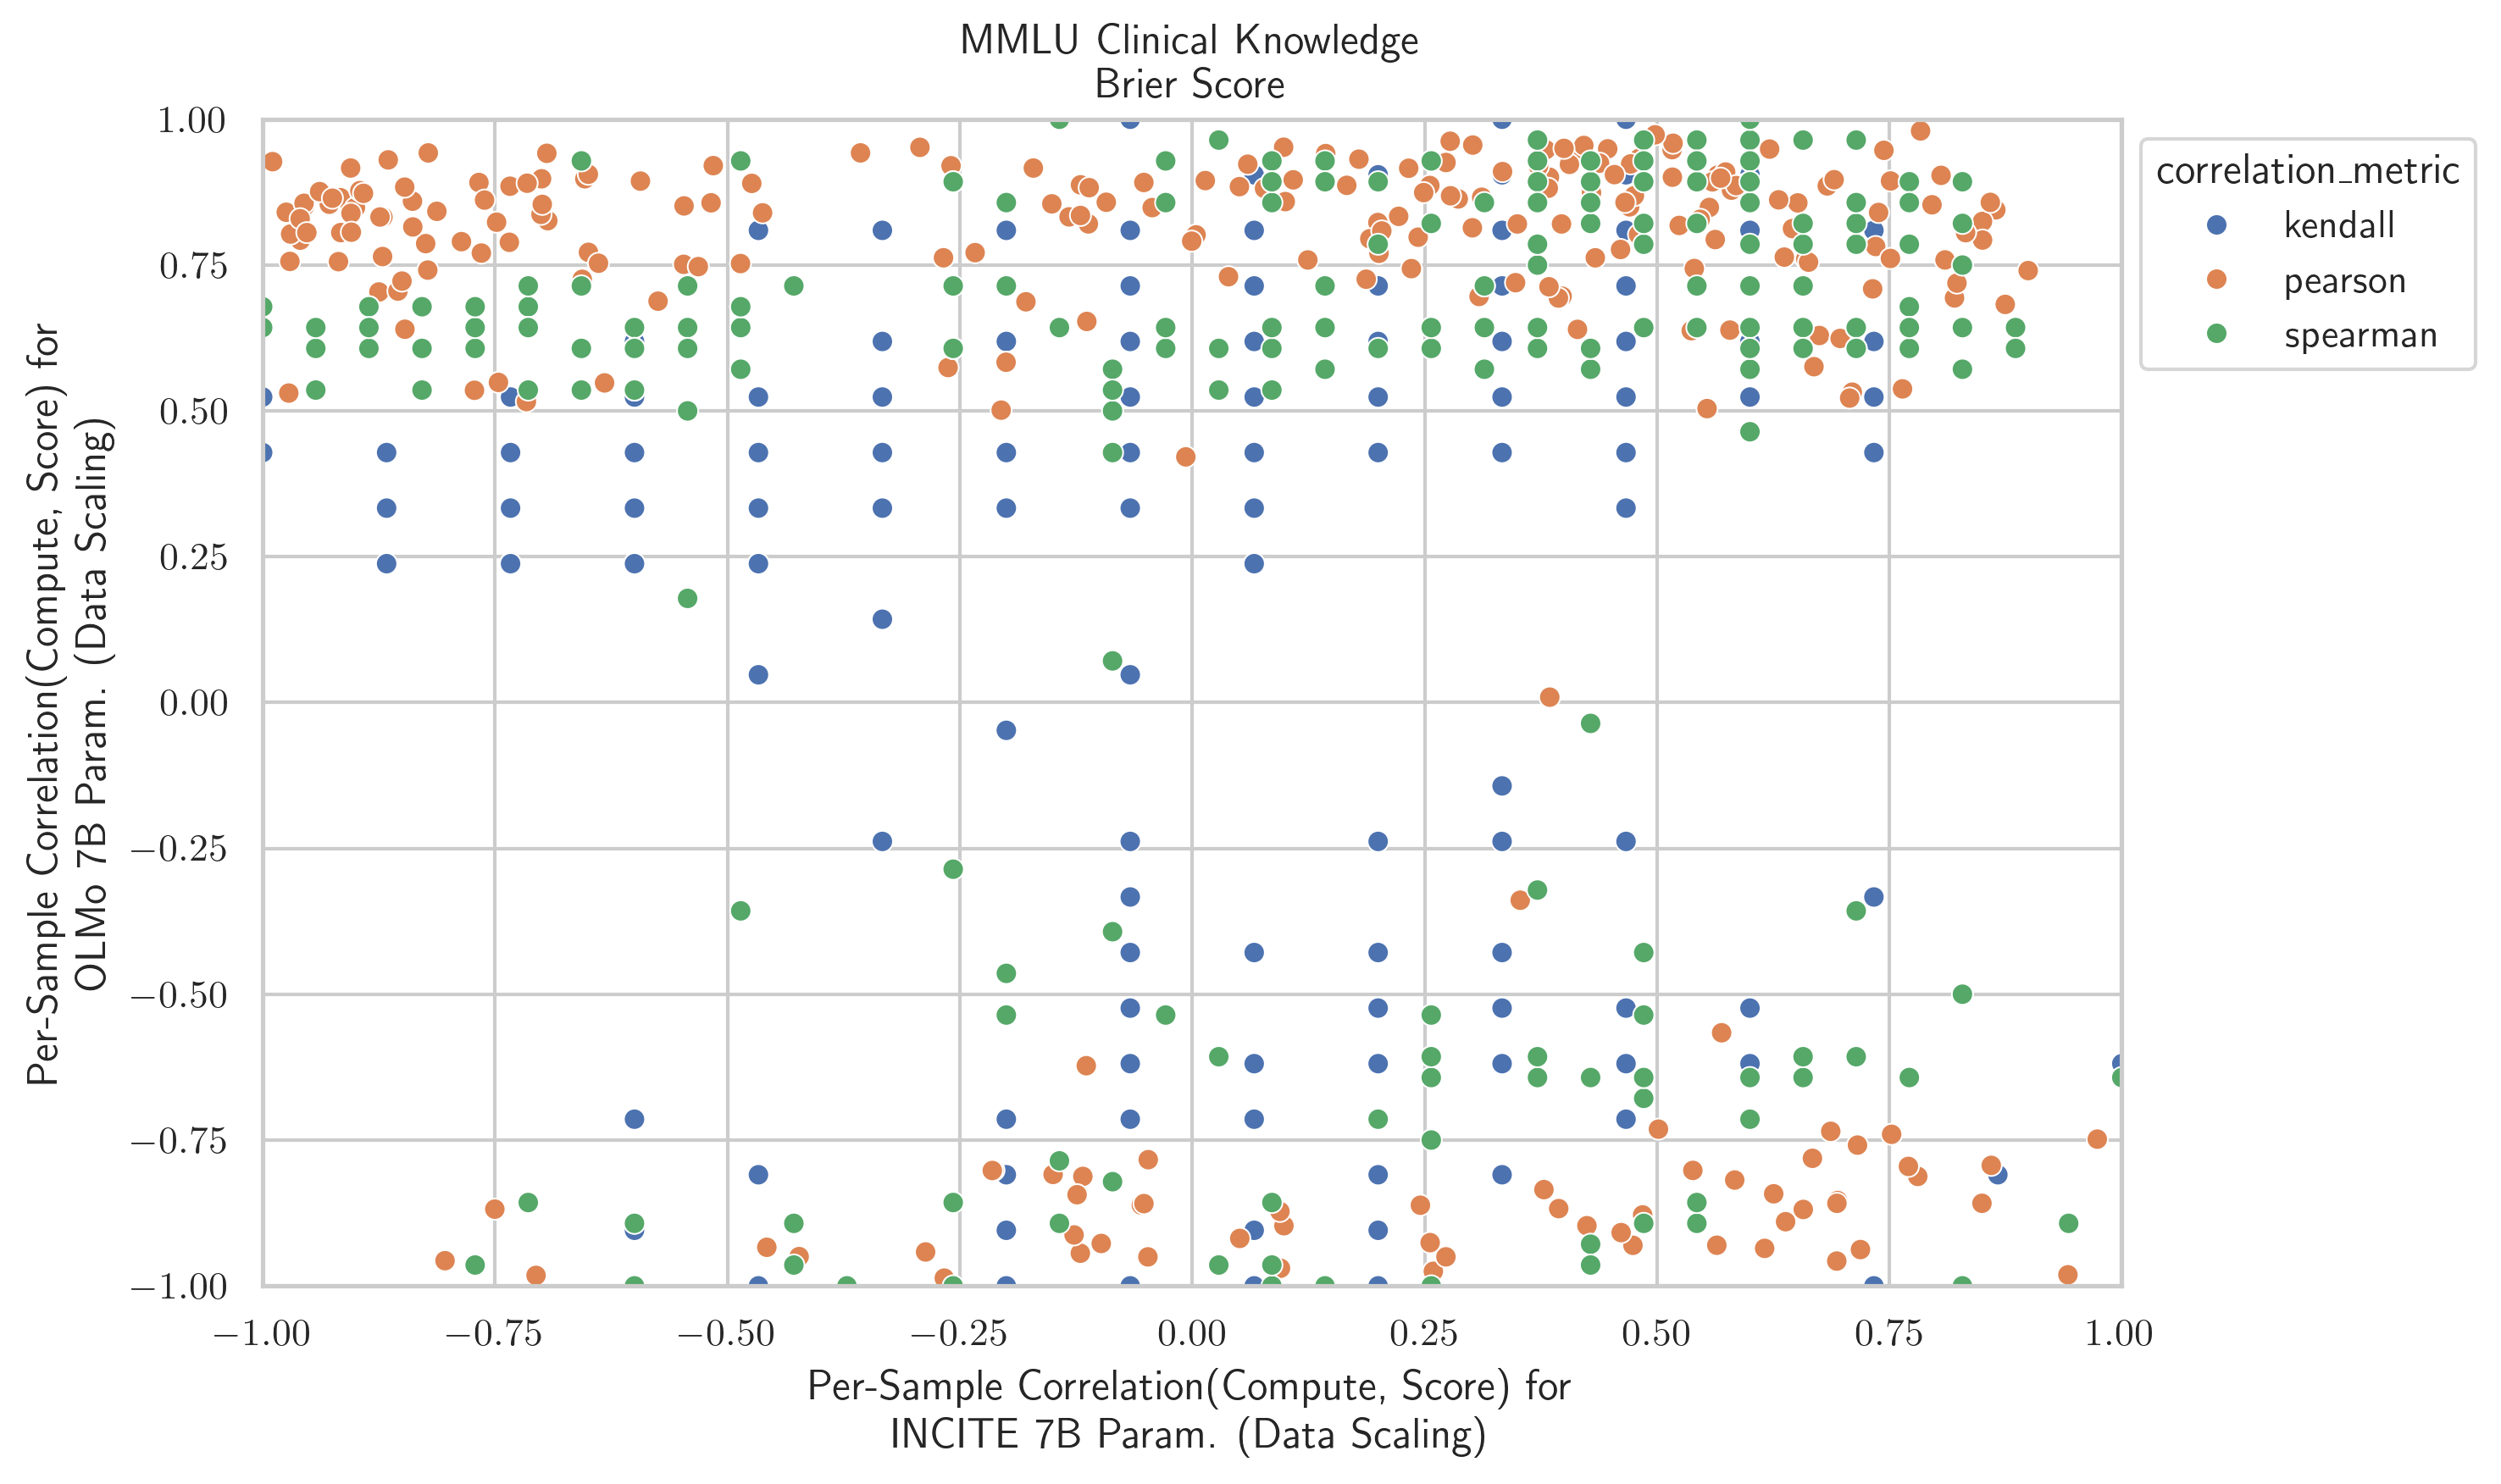 MMLU Clinical Knowledge
Brier Score
1.00
0.75
0.50
0.25
0.00
−0.25
−0.50
−0.75
−1.00
Per-Sample Correlation(Compute, Score) for
OLMo 7B Param. (Data Scaling)
−1.00 −0.75 −0.50 −0.25 0.00 0.25 0.50 0.75 1.00
Per-Sample Correlation(Compute, Score) for
INCITE 7B Param. (Data Scaling)
correlation_metric
kendall
pearson
spearman